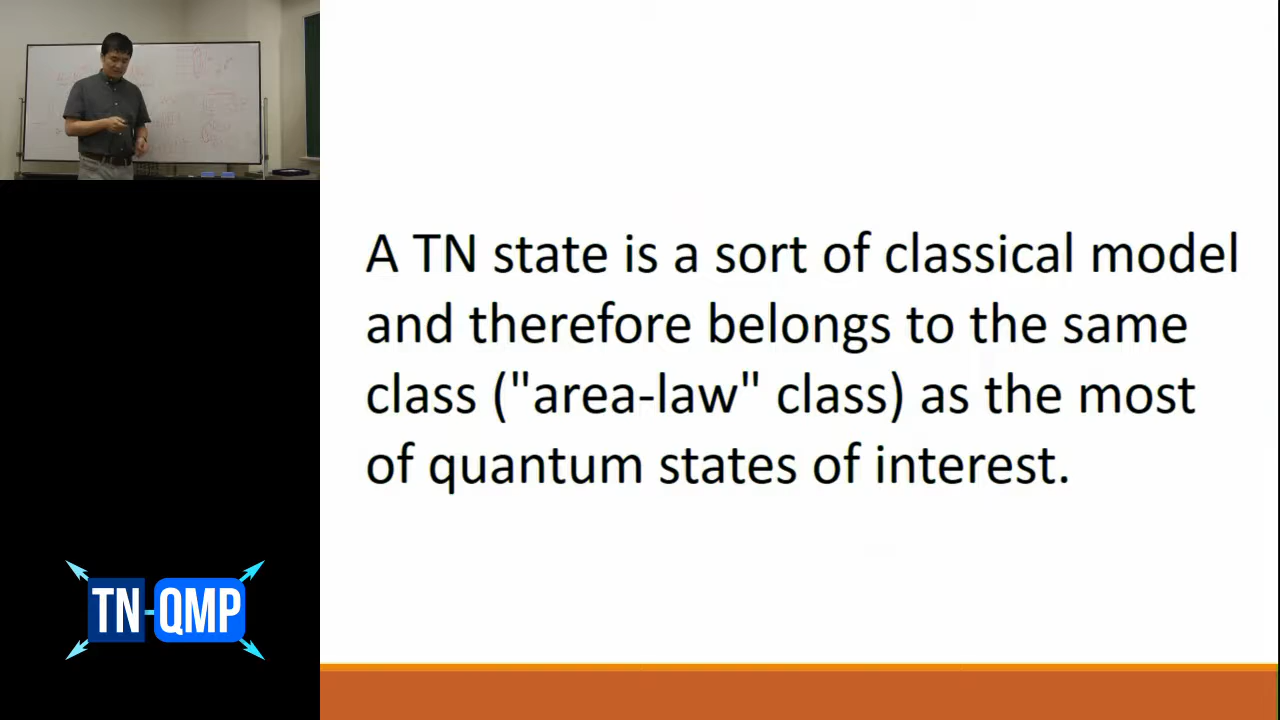 A TN state is a sort of classical model
and therefore belongs to the same
class ("area-law" class) as the most
of quantum states of interest.
TN-QMP